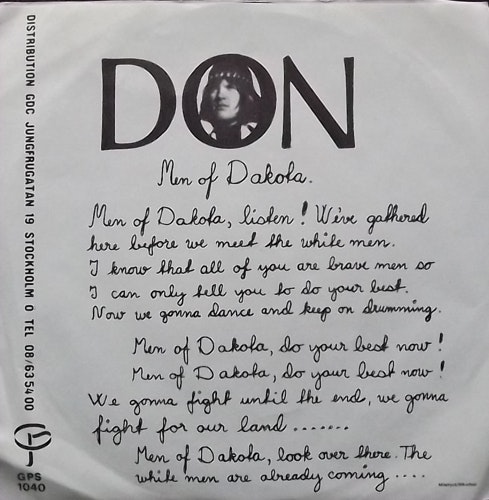 DISTRIBUTION GDC JUNGFRUGATAN 19 STOCKHOLM O TEL 08/63 54 00
DON
Men of Dakota.
Men of Dakota, listen! We've gathered
here before we meet the white men.
I know that all of you are brave men so
I can only tell you to do your best.
Now we gonna dance and keep on drumming.
Men of Dakota, do your best now!
Men of Dakota, do your best now!
We gonna fight until the end, we gonna
fight for our land.......
Men of Dakota, look over there. The
white men are already coming....
GPS
1040